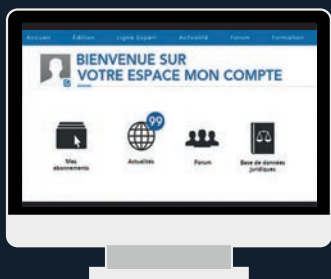 Accueil Édition Ligne Expert Actualité Forum Formation
BIENVENUE SUR
VOTRE ESPACE MON COMPTE
99
Mes
abonnements
Actualités
Forum
Base de données
juridiques